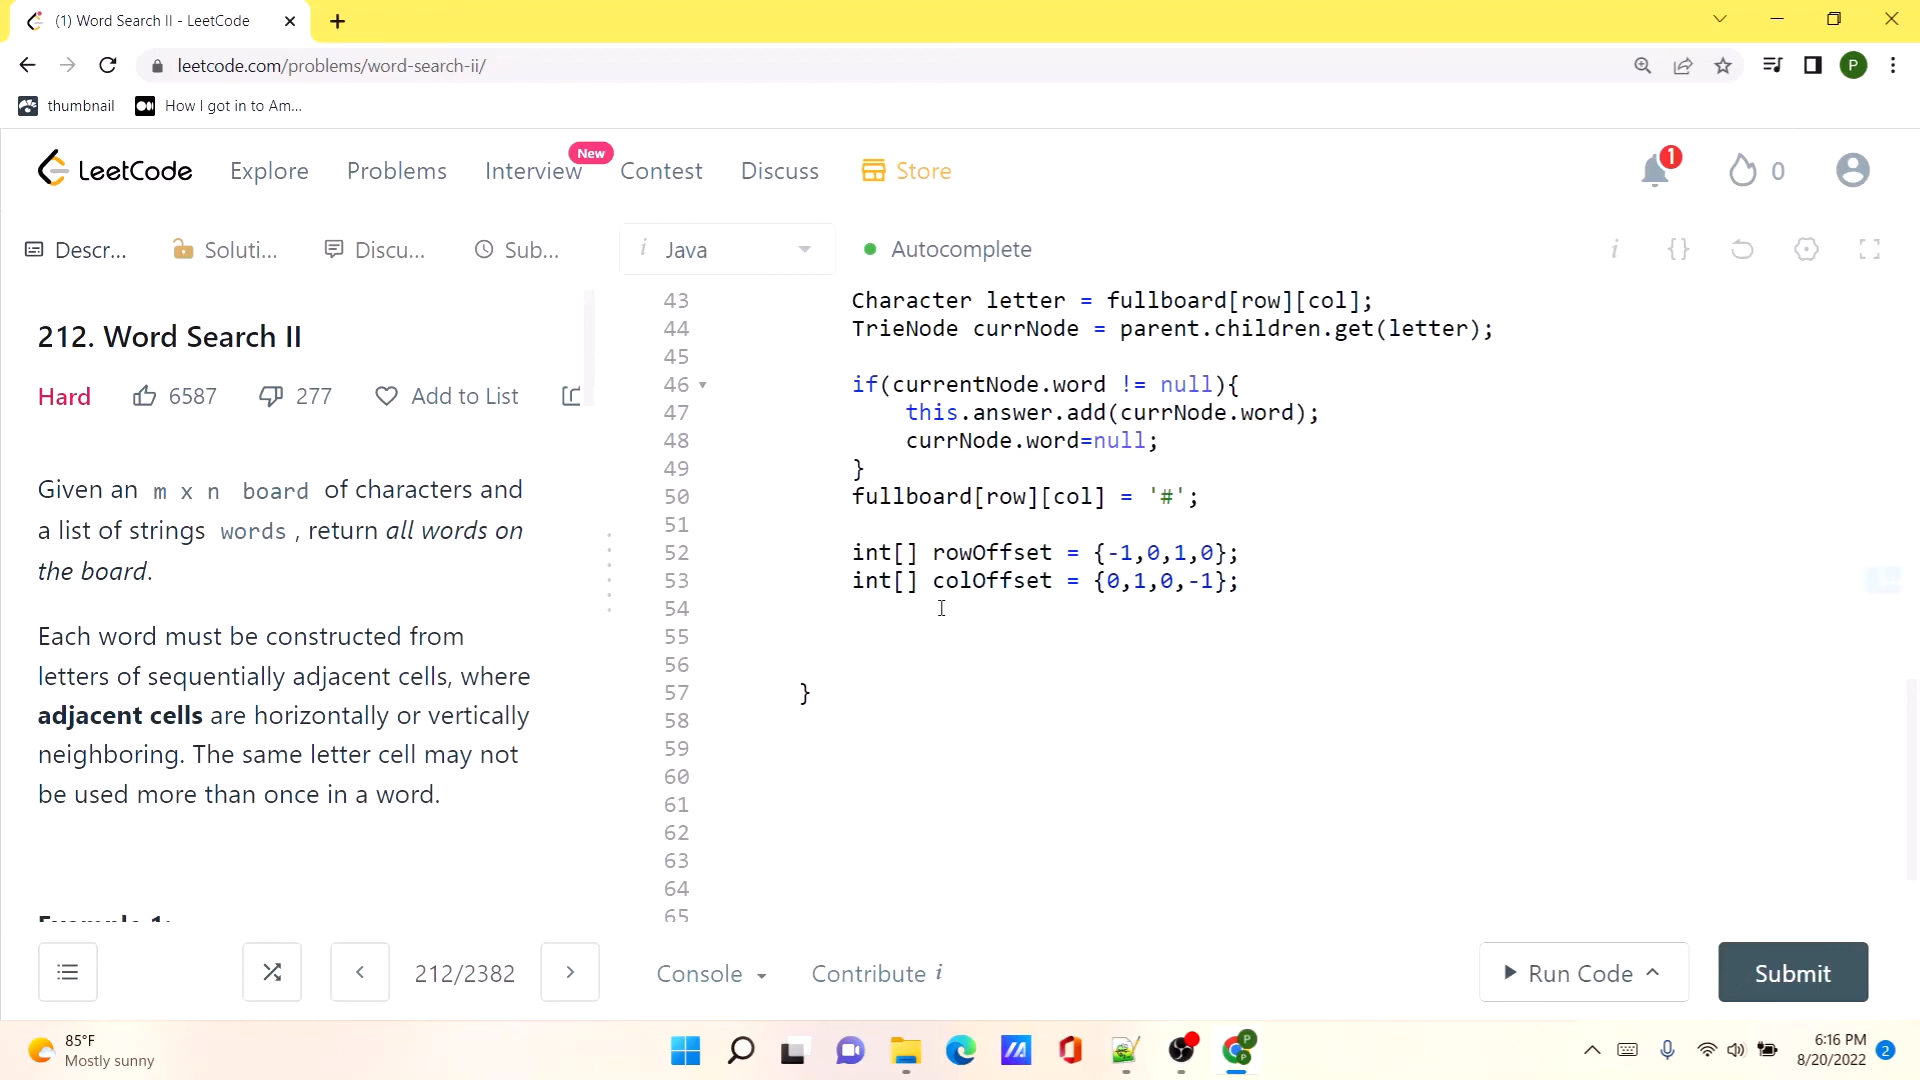 (1) Word Search II - LeetCode
leetcode.com/problems/word-search-ii/
P
thumbnail
How I got in to Am...
LeetCode
Explore
Problems
Interview
New
Contest
Discuss
Store
1
0
Descr...
Soluti...
Discu...
Sub...
i Java
Autocomplete
i {}
212. Word Search II
Hard
6587
277
Add to List
Given an m x n board of characters and
a list of strings words , return all words on
the board.
Each word must be constructed from
letters of sequentially adjacent cells, where
adjacent cells are horizontally or vertically
neighboring. The same letter cell may not
be used more than once in a word.
Example 1:
43 Character letter = fullboard[row][col];
44 TrieNode currNode = parent.children.get(letter);
45
46 if(currentNode.word != null){
47 this.answer.add(currNode.word);
48 currNode.word=null;
49 }
50 fullboard[row][col] = '#';
51
52 int[] rowOffset = {-1,0,1,0};
53 int[] colOffset = {0,1,0,-1};
54
55
56
57 }
58
59
60
61
62
63
64
65
212/2382
Console
Contribute i
Run Code
Submit
85°F
Mostly sunny
P
P
6:16 PM
8/20/2022
2